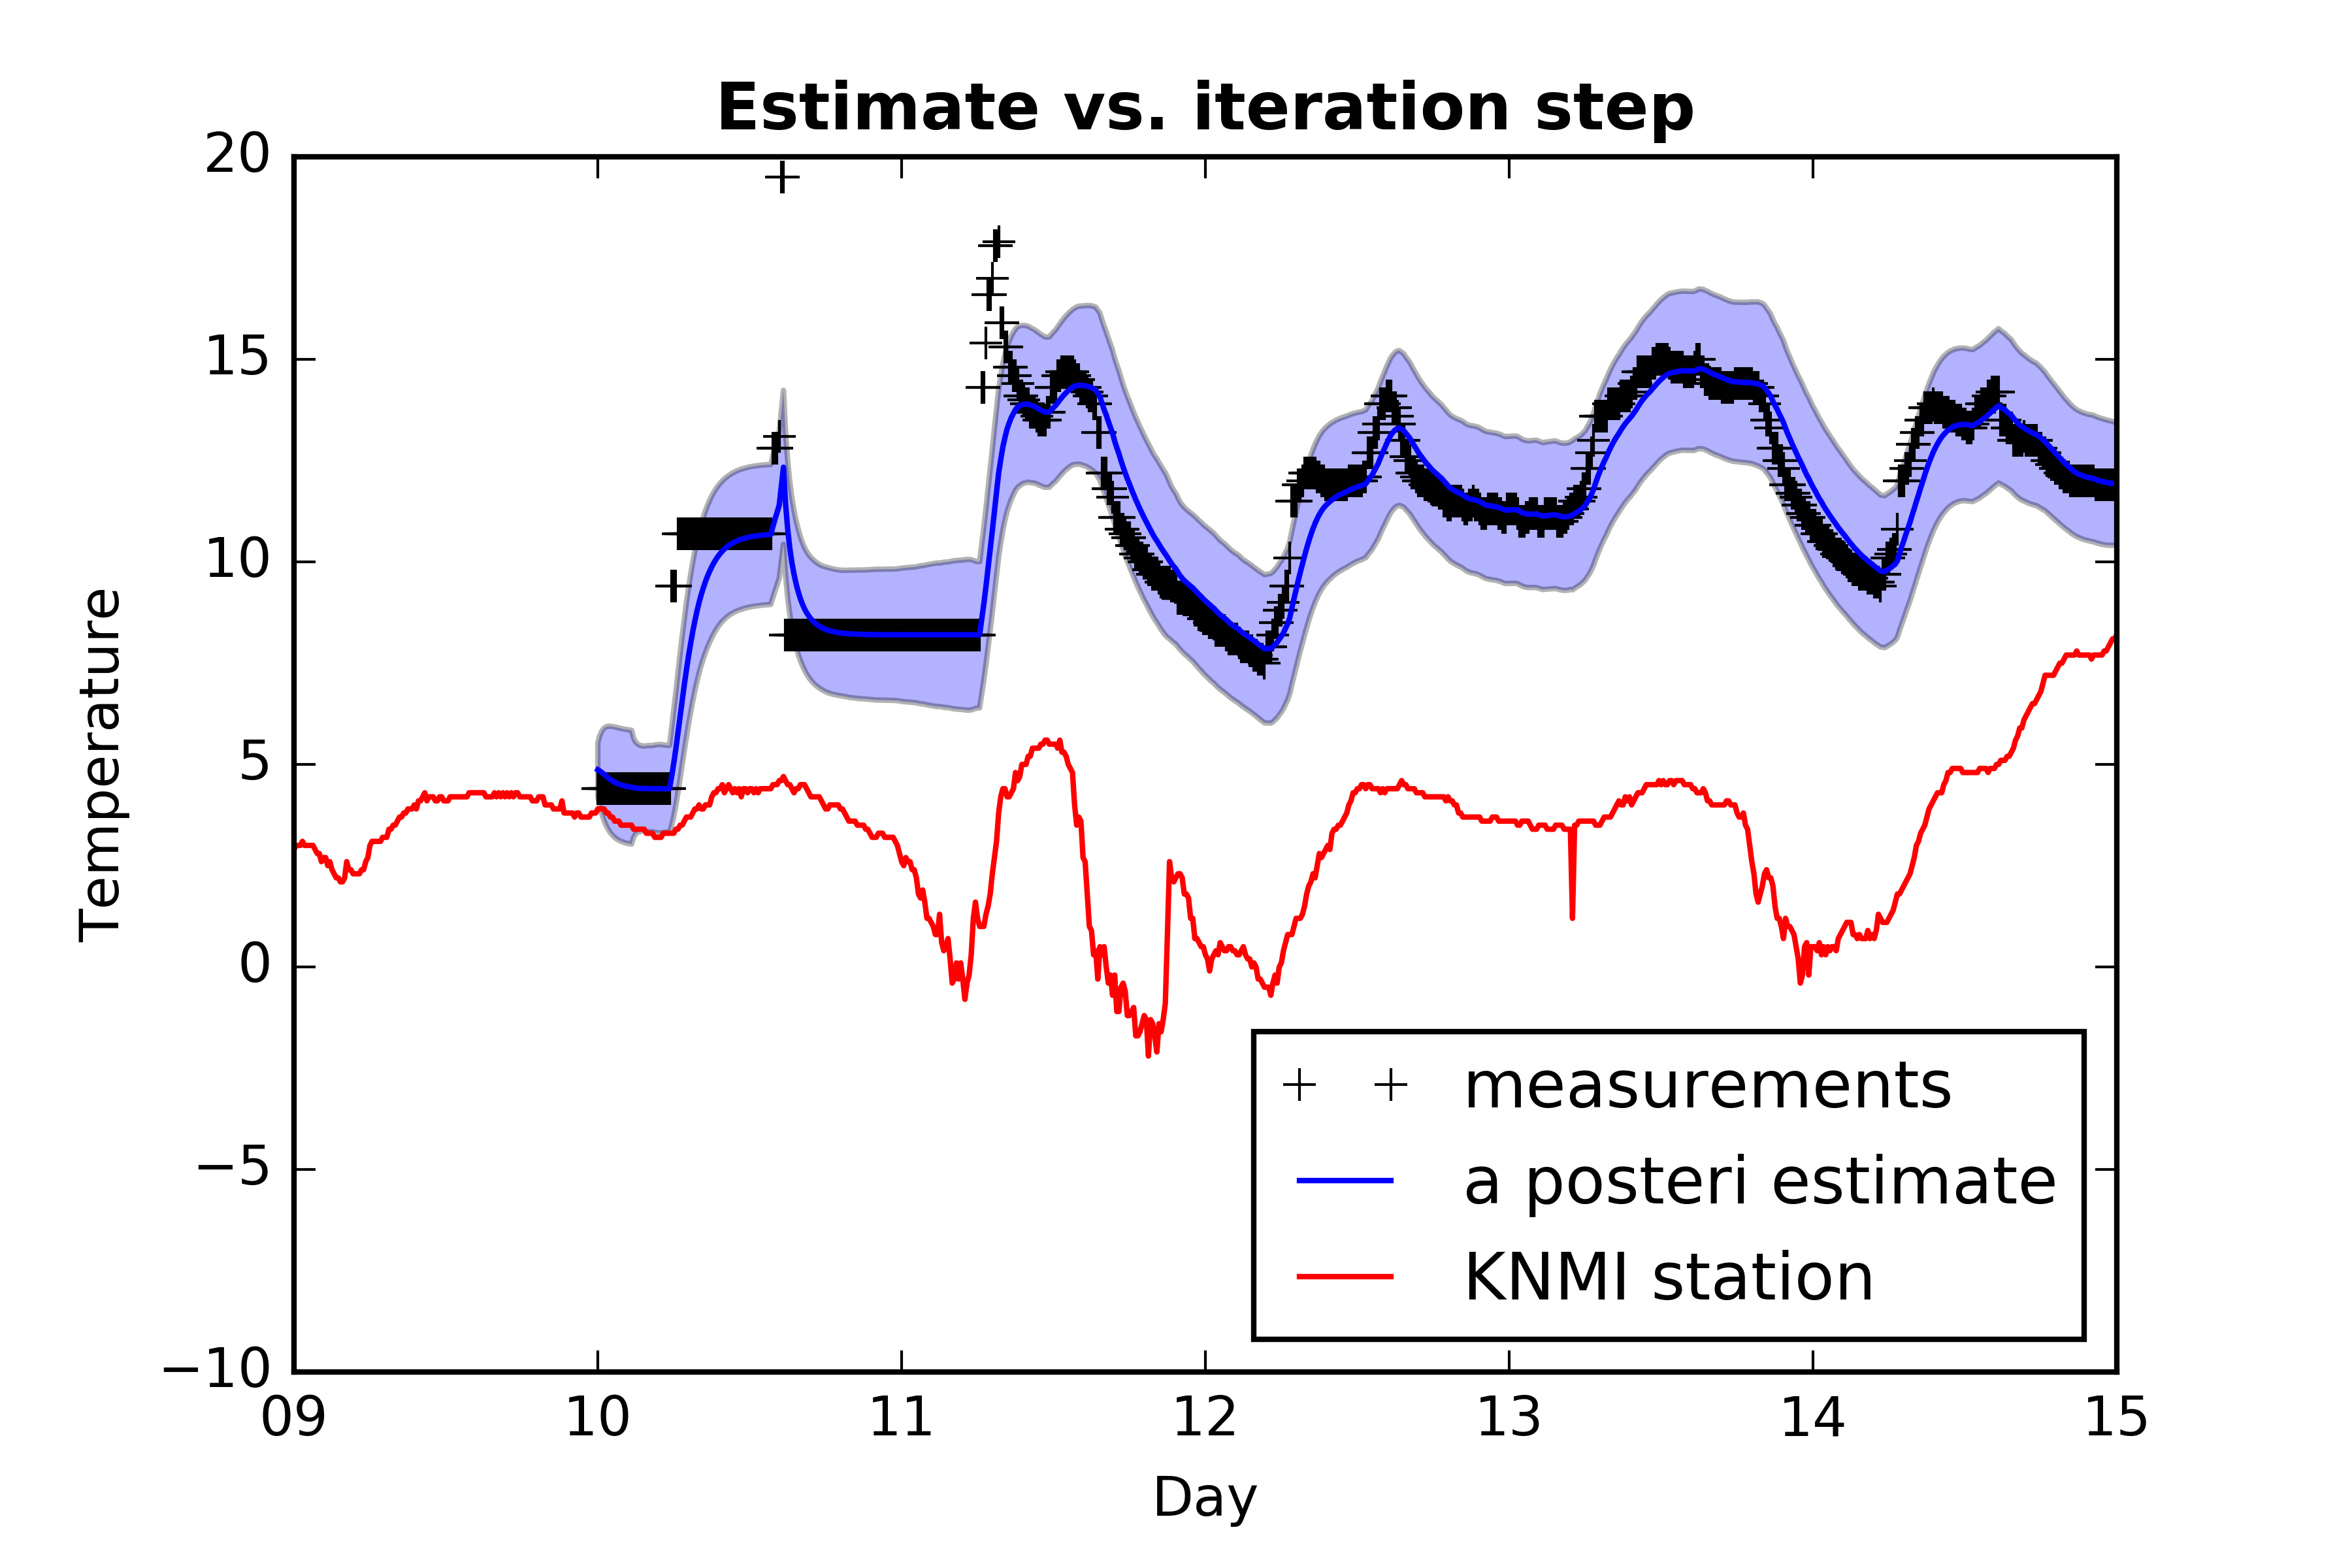 Estimate vs. iteration step
20
15
10
5
0
−5
−10
Temperature
measurements
a posteri estimate
KNMI station
09 10 11 12 13 14 15
Day